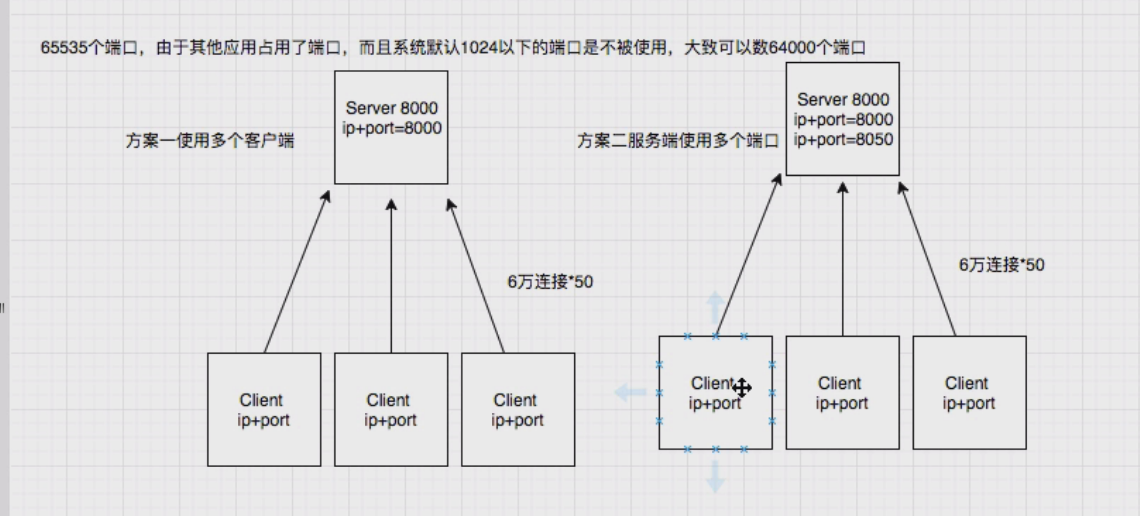 65535个端口，由于其他应用占用了端口，而且系统默认1024以下的端口是不被使用，大致可以数64000个端口
Server 8000
ip+port=8000
方案一使用多个客户端
6万连接*50
Client
ip+port
Client
ip+port
Client
ip+port
Server 8000
ip+port=8000
ip+port=8050
方案二服务端使用多个端口
6万连接*50
Client
ip+port
Client
ip+port
Client
ip+port